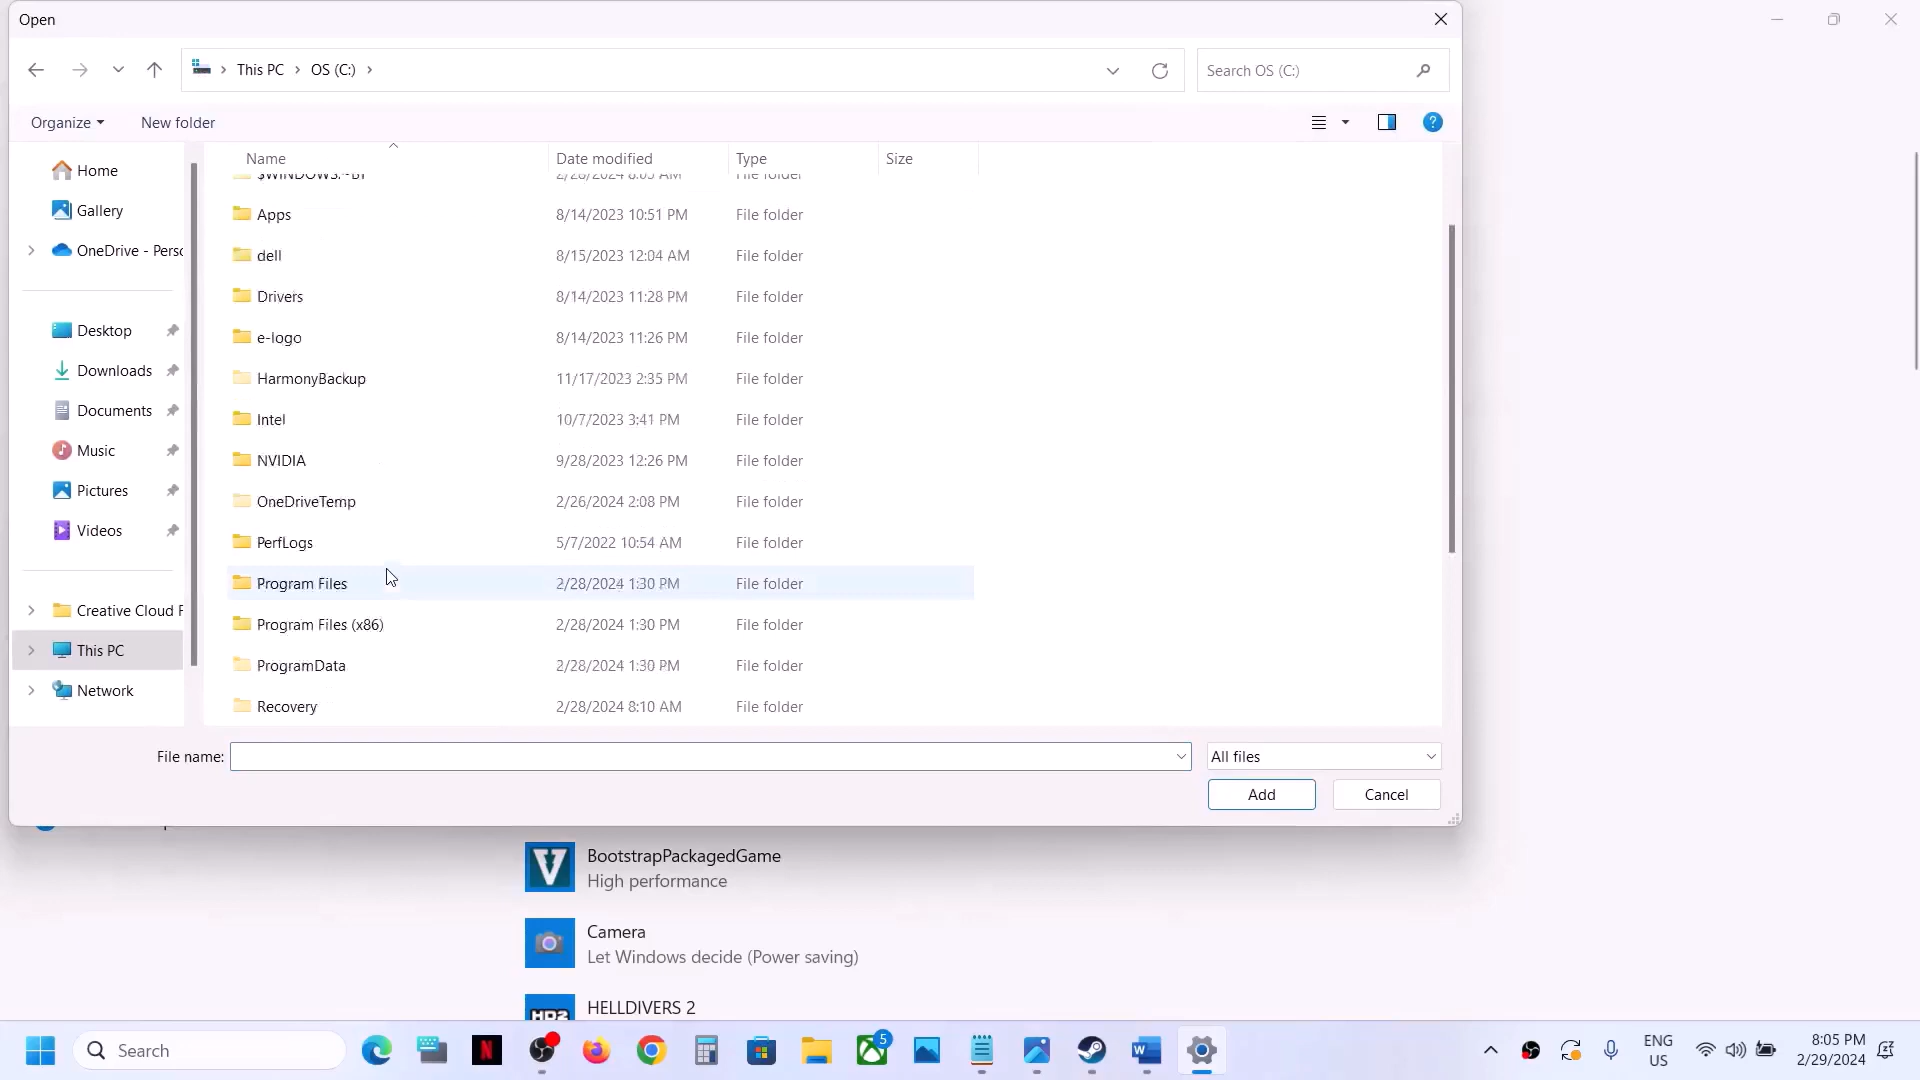 Open
This PC
OS (C:)
Search OS (C:)
Organize
New folder
Name
Date modified
Type
Size
Home
Gallery
OneDrive - Perso
Desktop
Downloads
Documents
Music
Pictures
Videos
Creative Cloud F
This PC
Network
$WINDOWS.~BT 2/28/2024 8:05 AM File folder
Apps 8/14/2023 10:51 PM File folder
dell 8/15/2023 12:04 AM File folder
Drivers 8/14/2023 11:28 PM File folder
e-logo 8/14/2023 11:26 PM File folder
HarmonyBackup 11/17/2023 2:35 PM File folder
Intel 10/7/2023 3:41 PM File folder
NVIDIA 9/28/2023 12:26 PM File folder
OneDriveTemp 2/26/2024 2:08 PM File folder
PerfLogs 5/7/2022 10:54 AM File folder
Program Files 2/28/2024 1:30 PM File folder
Program Files (x86) 2/28/2024 1:30 PM File folder
ProgramData 2/28/2024 1:30 PM File folder
Recovery 2/28/2024 8:10 AM File folder
File name:
All files
Add
Cancel
BootstrapPackagedGame
High performance
Camera
Let Windows decide (Power saving)
HELLDIVERS 2
HD2
Search
5
ENG
US
8:05 PM
2/29/2024